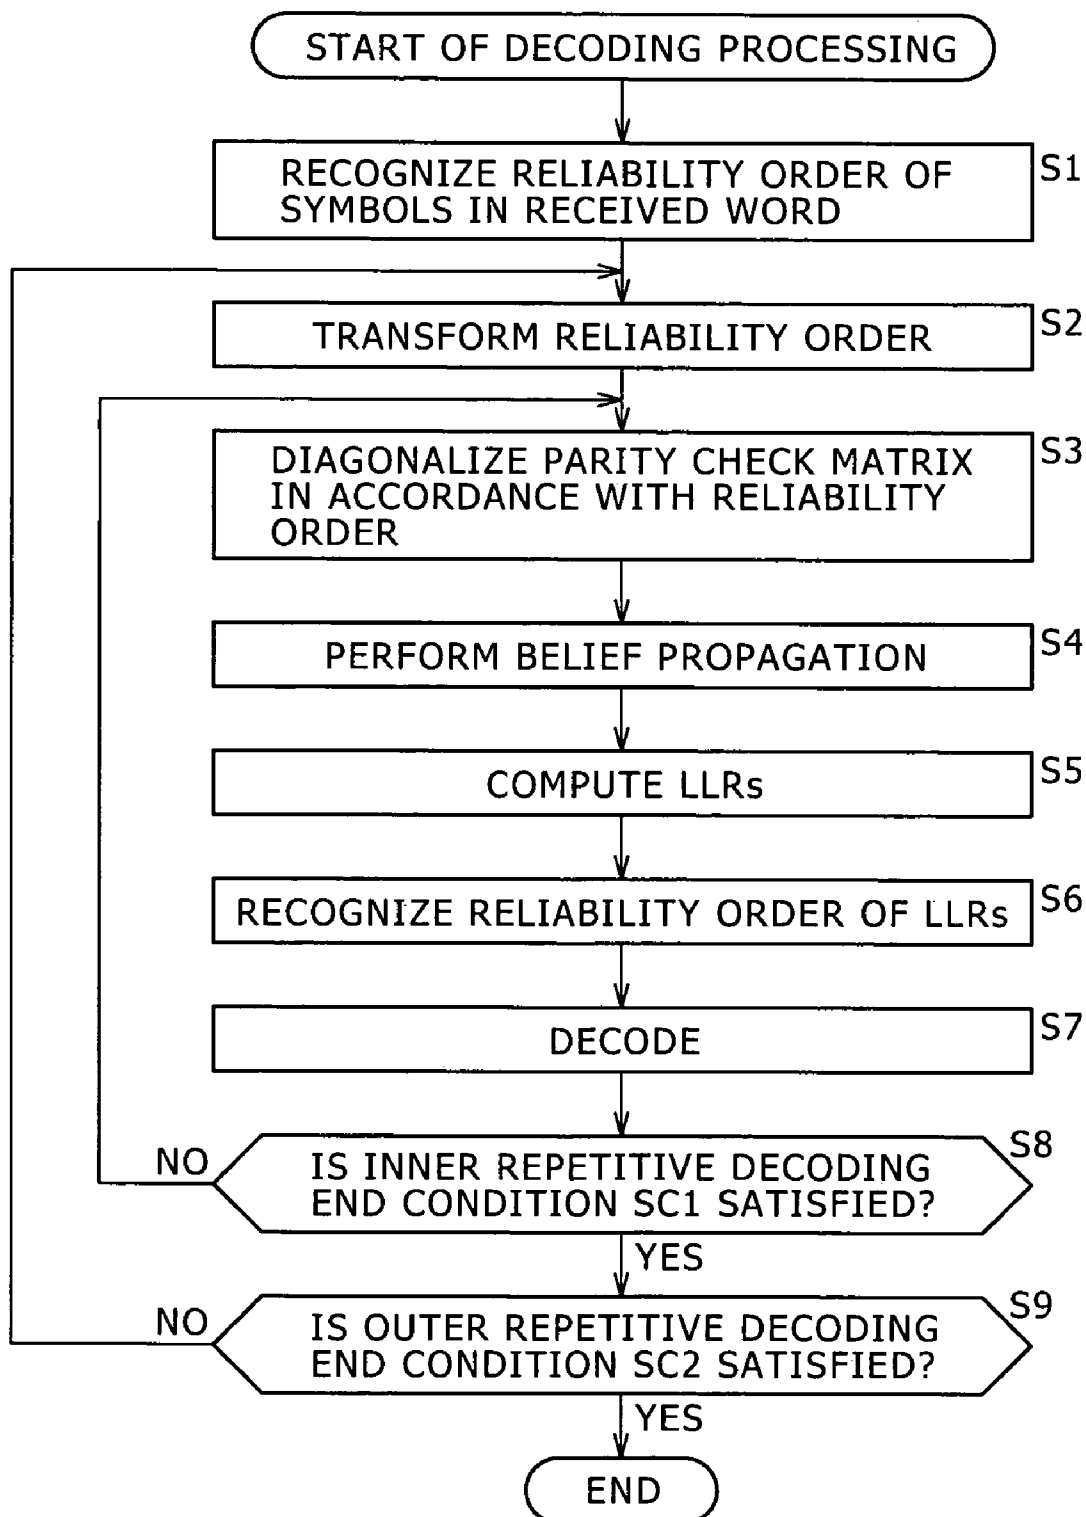 START OF DECODING PROCESSING
RECOGNIZE RELIABILITY ORDER OF
SYMBOLS IN RECEIVED WORD
S1
TRANSFORM RELIABILITY ORDER
S2
DIAGONALIZE PARITY CHECK MATRIX
IN ACCORDANCE WITH RELIABILITY
ORDER
S3
PERFORM BELIEF PROPAGATION
S4
COMPUTE LLRs
S5
RECOGNIZE RELIABILITY ORDER OF LLRs
S6
DECODE
S7
NO
IS INNER REPETITIVE DECODING
END CONDITION SC1 SATISFIED?
S8
YES
NO
IS OUTER REPETITIVE DECODING
END CONDITION SC2 SATISFIED?
S9
YES
END